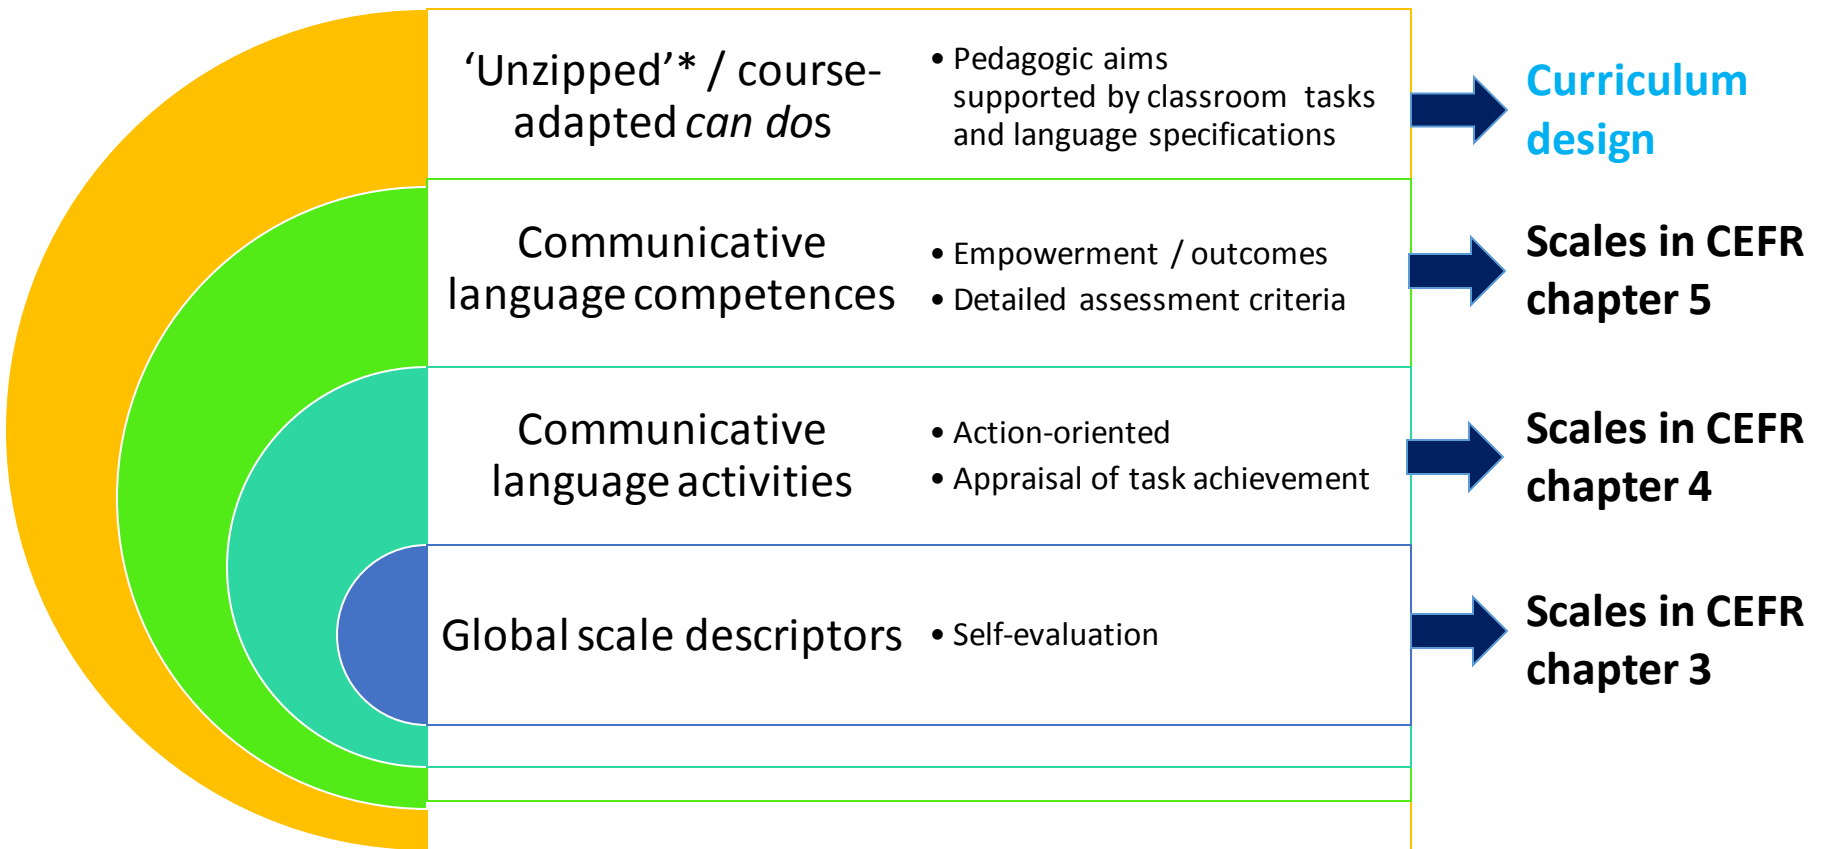 ‘Unzipped’* / course-
adapted can dos
• Pedagogic aims
supported by classroom tasks
and language specifications
Curriculum
design
Communicative
language competences
• Empowerment / outcomes
• Detailed assessment criteria
Scales in CEFR
chapter 5
Communicative
language activities
• Action-oriented
• Appraisal of task achievement
Scales in CEFR
chapter 4
Global scale descriptors
• Self-evaluation
Scales in CEFR
chapter 3